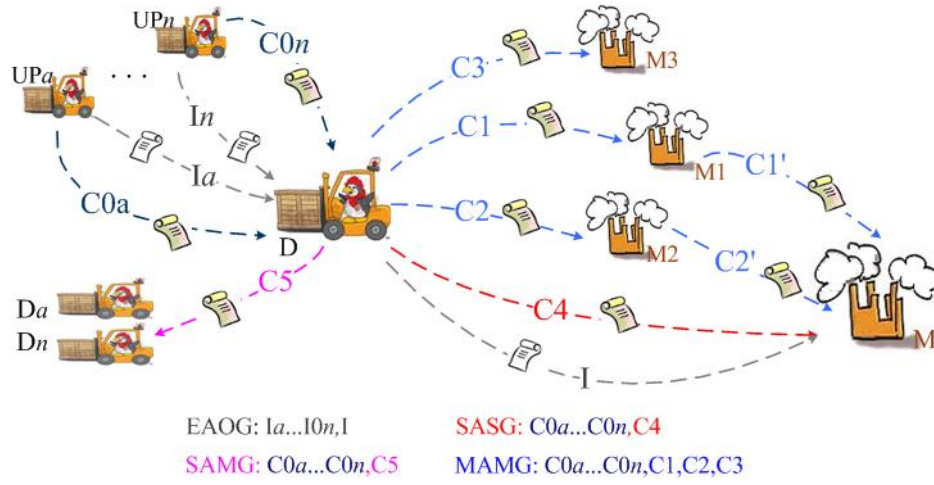 UPn
C0n
UPa
. . .
C3
M3
In
C1
M1
C1'
Ia
C0a
C2
M2
C2'
D
C5
Da
Dn
C4
M
I
EAOG: Ia...I0n,I
SASG: C0a...C0n,C4
SAMG: C0a...C0n,C5
MAMG: C0a...C0n,C1,C2,C3